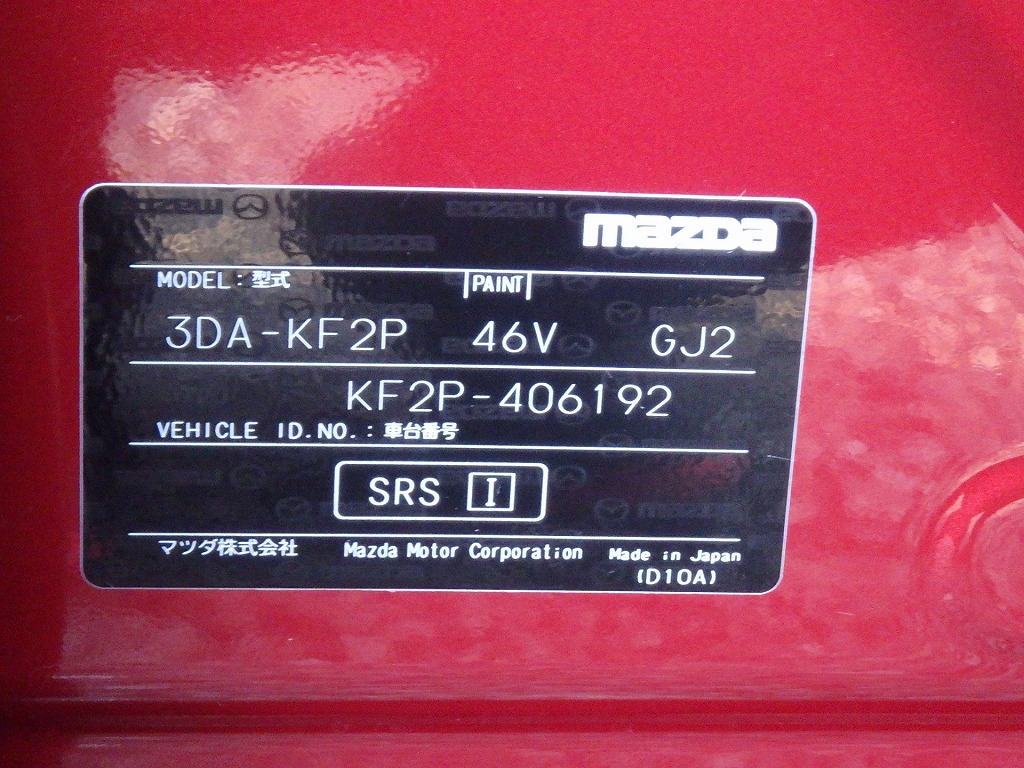 mazda
MODEL : 型式 PAINT
3DA-KF2P 46V GJ2
KF2P-406192
VEHICLE ID.NO. : 車台番号
SRS I
マツダ株式会社 Mazda Motor Corporation Made in Japan
(D10A)